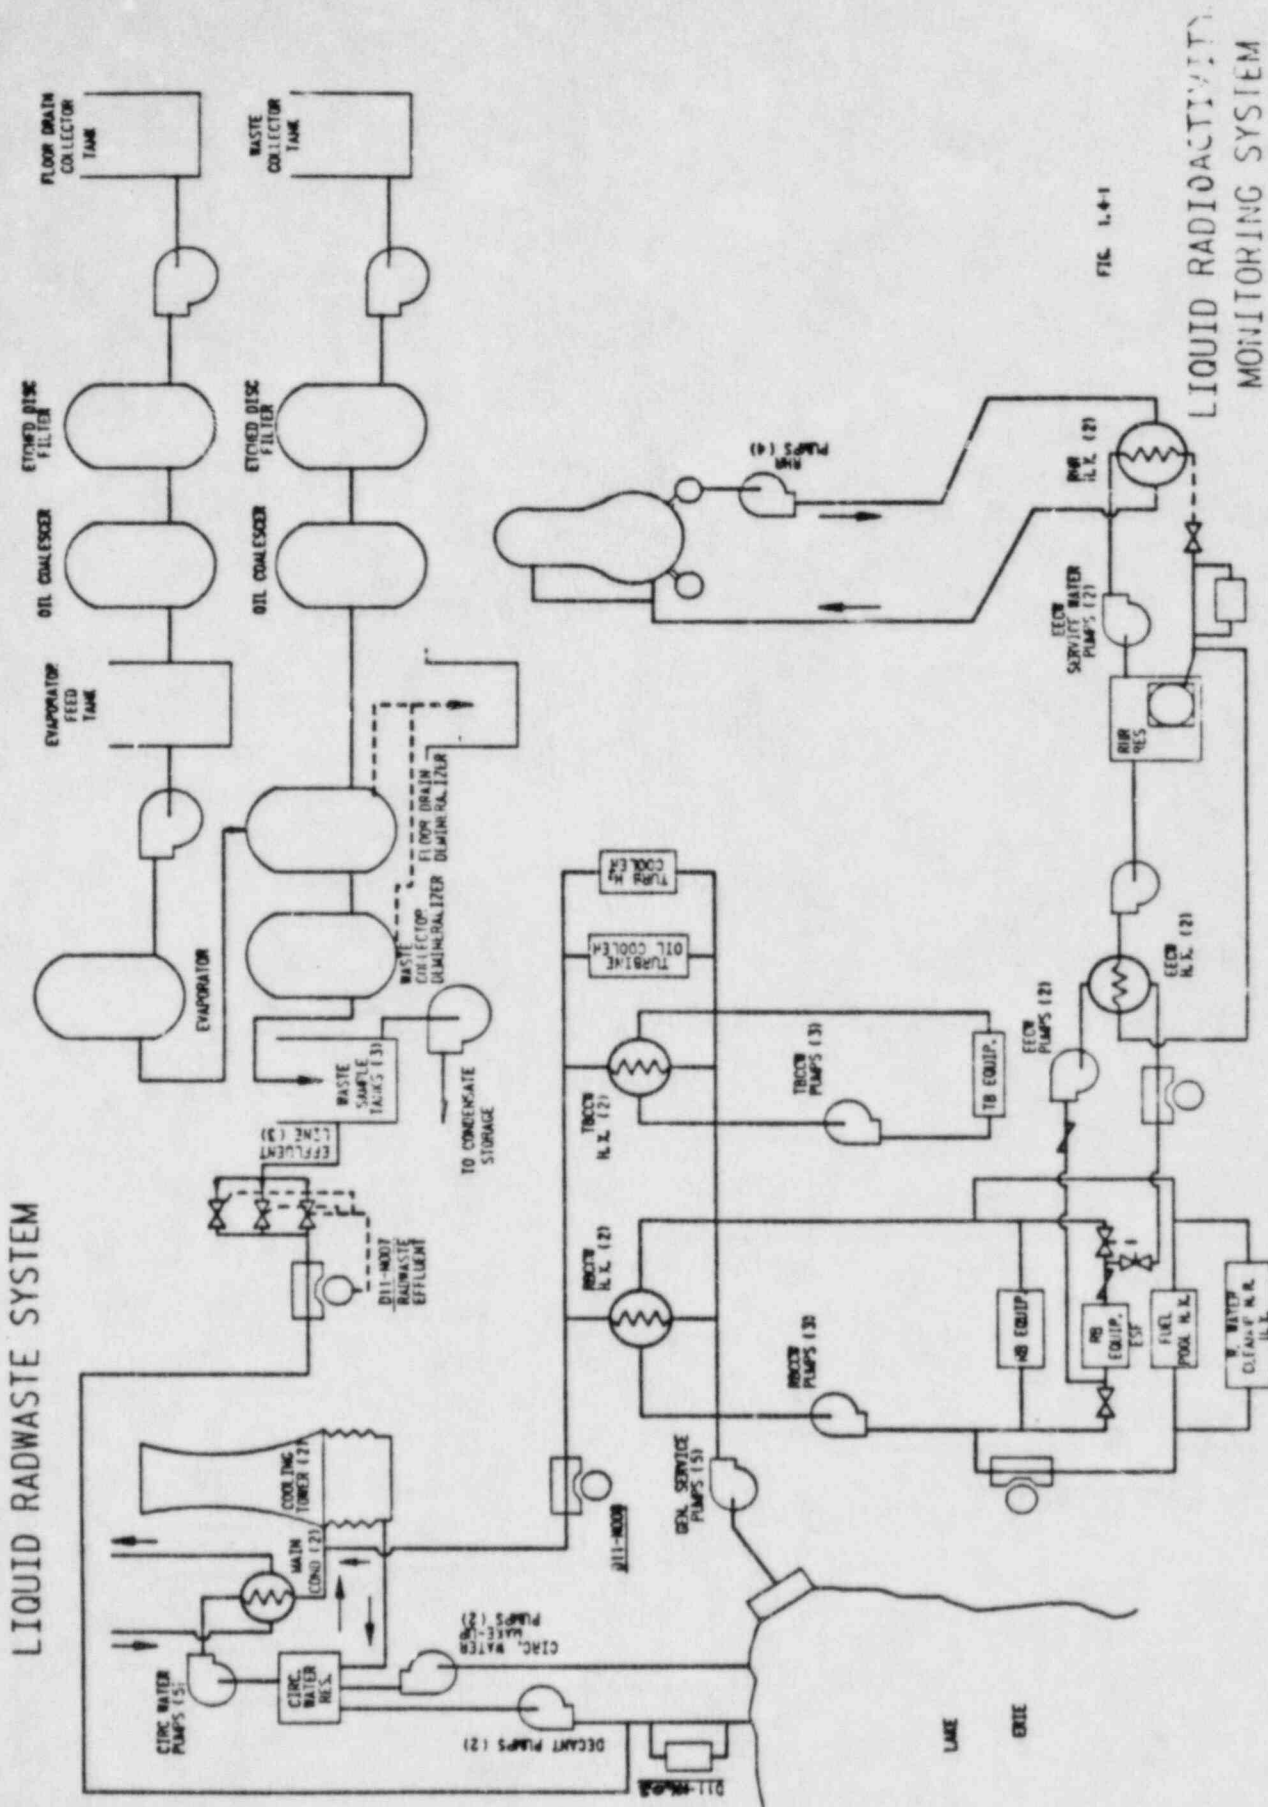 LIQUID RADWASTE SYSTEM
FLOOR DRAIN
COLLECTOR
TANK
WASTE
COLLECTOR
TANK
ETCHED DISC
FILTER
ETCHED DISC
FILTER
OIL COALESCER
OIL COALESCER
EVAPORATOR
FEED
TANK
EVAPORATOR
FLOOR DRAIN
DEMINERALIZER
WASTE
COLLECTOR
DEMINERALIZER
WASTE
SAMPLE
TANKS (3)
TO CONDENSATE
STORAGE
EFFLUENT
LINE (3)
D11-N007
RADWASTE
EFFLUENT
COOLING
TOWER (2)
MAIN
COND (2)
CIRC WATER
PUMPS (5)
CIRC.
WATER
RES.
CIRC. WATER
MAKE-UP
PUMPS (2)
DECANT PUMPS (2)
D11-N008
GEN. SERVICE
PUMPS (5)
LAKE
ERIE
RBCCW
H.X. (2)
RBCCW
PUMPS (3)
TBCCW
H.X. (2)
TBCCW
PUMPS (3)
TB EQUIP.
TURBINE
OIL COOLER
COOLER
RB EQUIP.
RB
EQUIP.
ESF
FUEL
POOL H.X.
WATER
H.X.
EECW
PUMPS (2)
EECW
H.X. (2)
EECW
SERVICE WATER
PUMPS (2)
RHR
RES
RHR
PUMPS (4)
RHR
H.X. (2)
FIG. 1.4-1
LIQUID RADIOACTIVITY
MONITORING SYSTEM